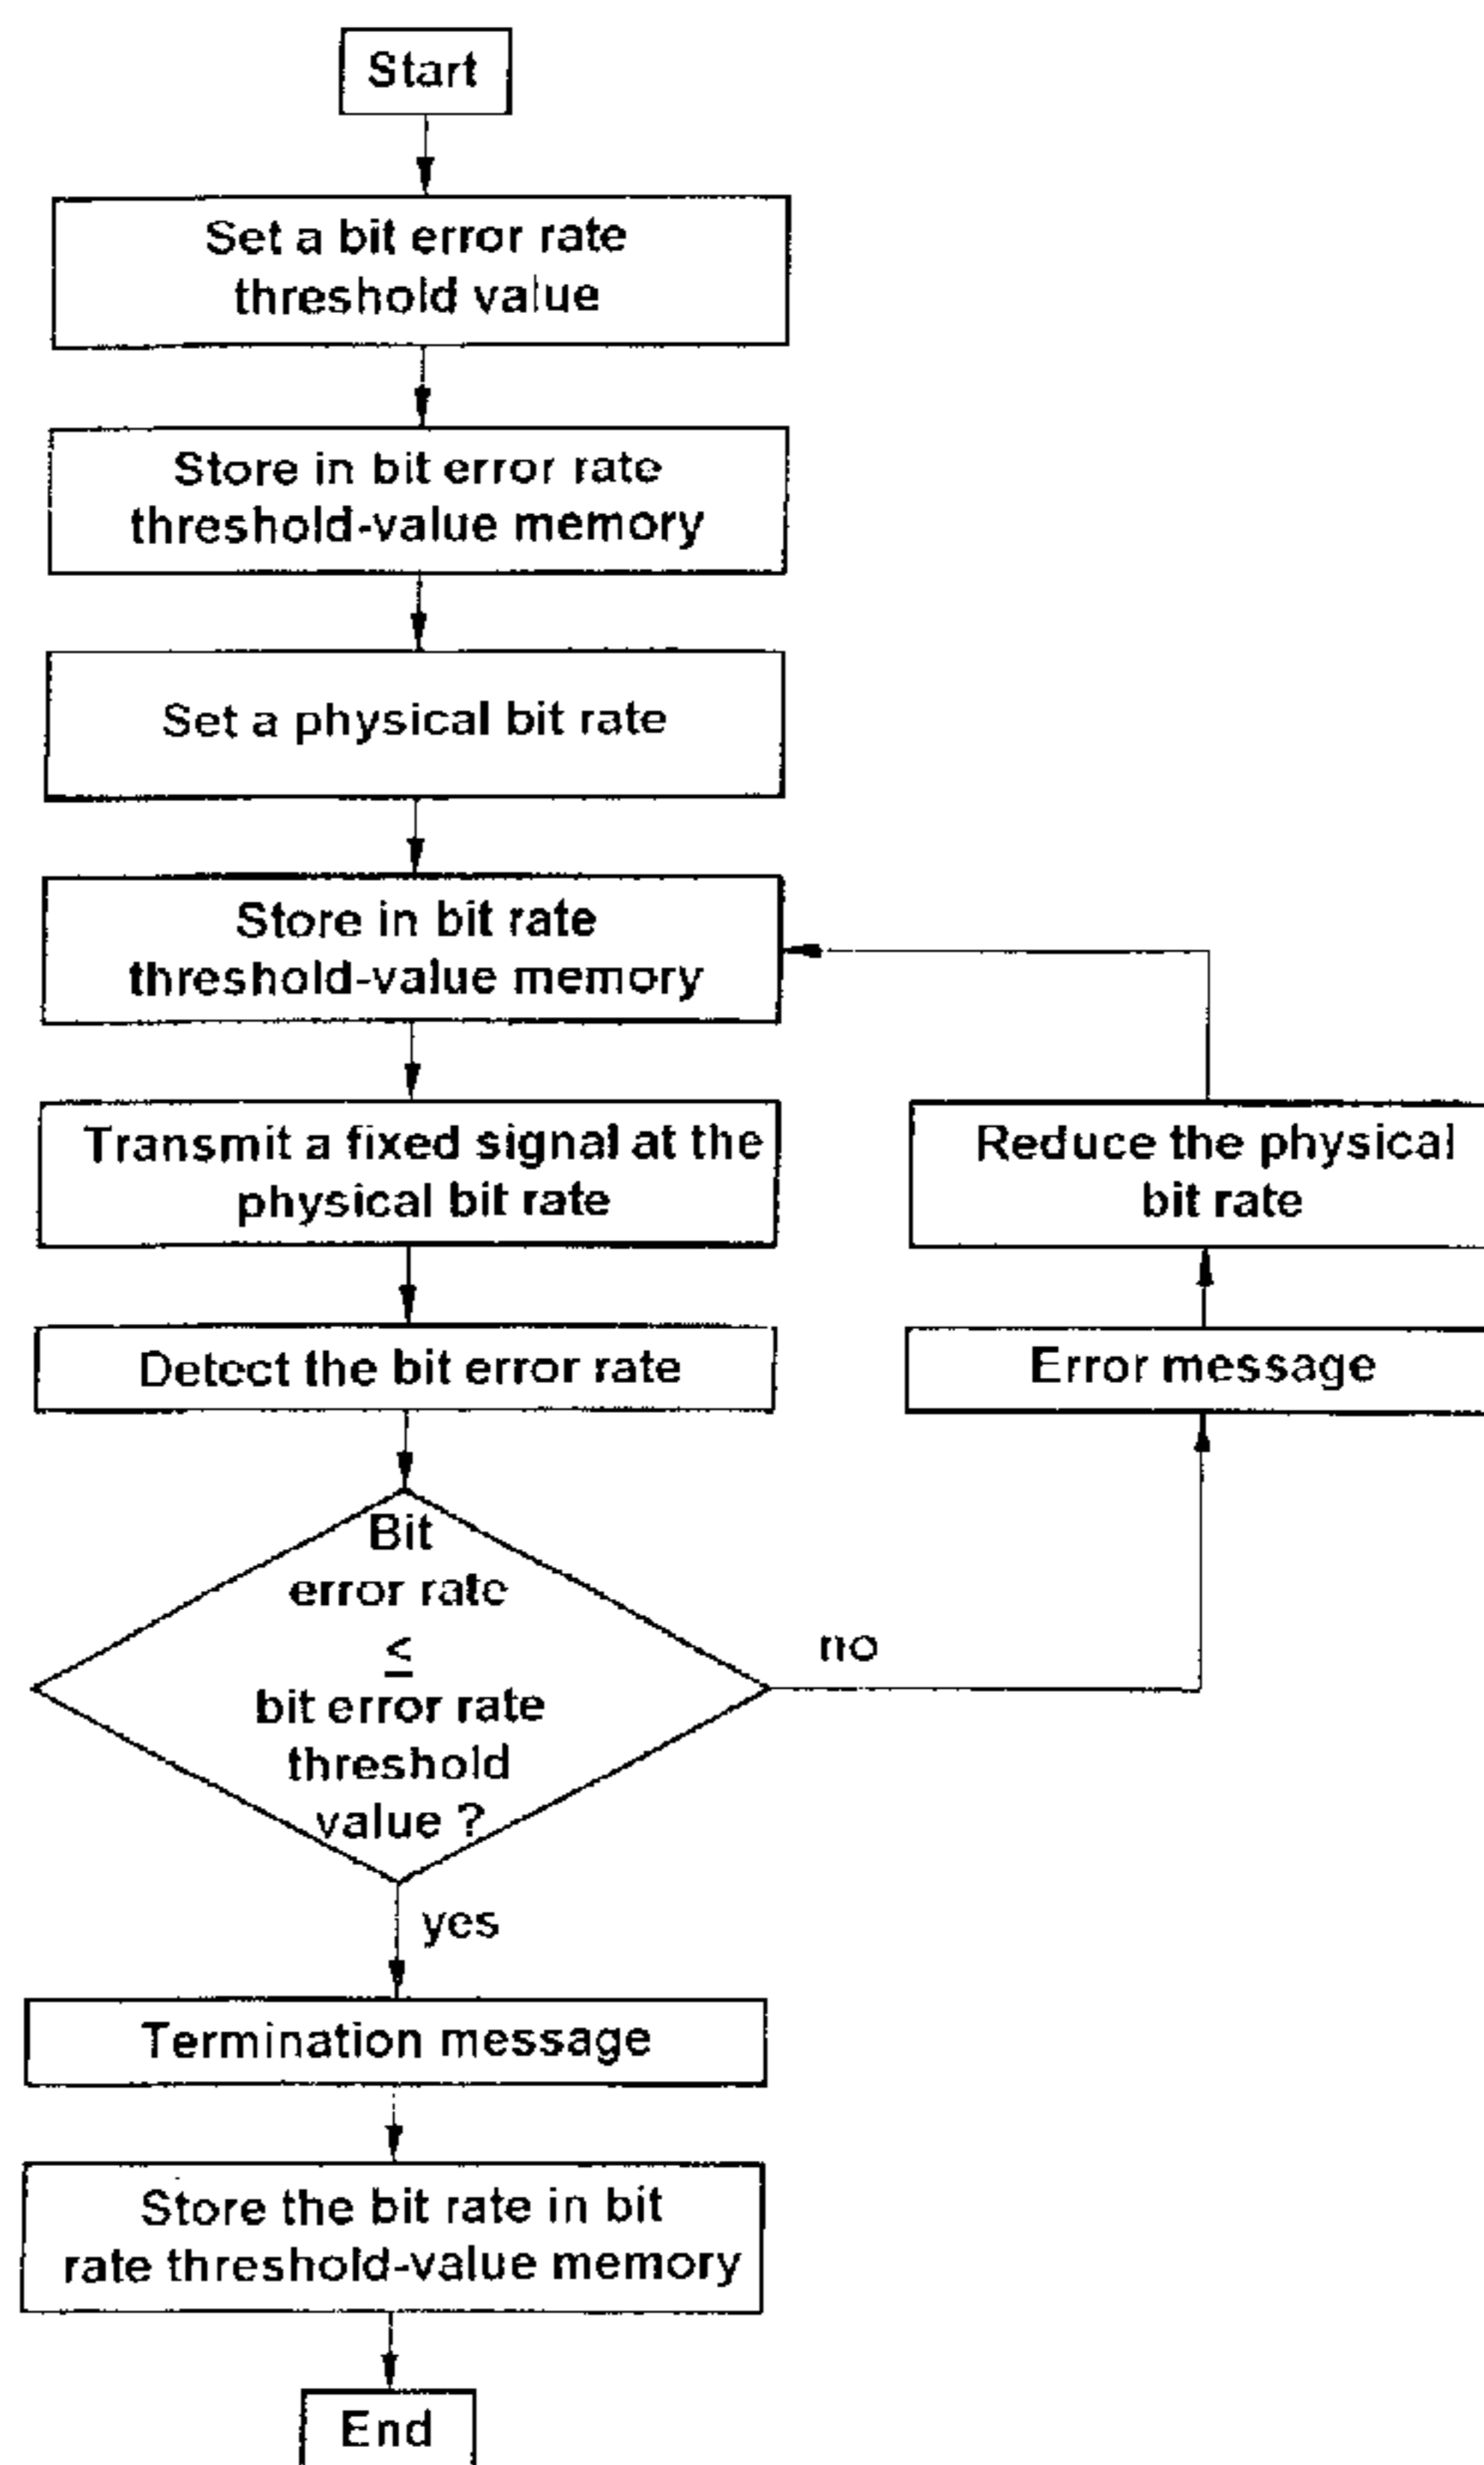 Start
Set a bit error rate
threshold value
Store in bit error rate
threshold-value memory
Set a physical bit rate
Store in bit rate
threshold-value memory
Transmit a fixed signal at the
physical bit rate
Reduce the physical
bit rate
Detect the bit error rate
Error message
Bit
error rate
≤
bit error rate
threshold
value ?
no
yes
Termination message
Store the bit rate in bit
rate threshold-value memory
End